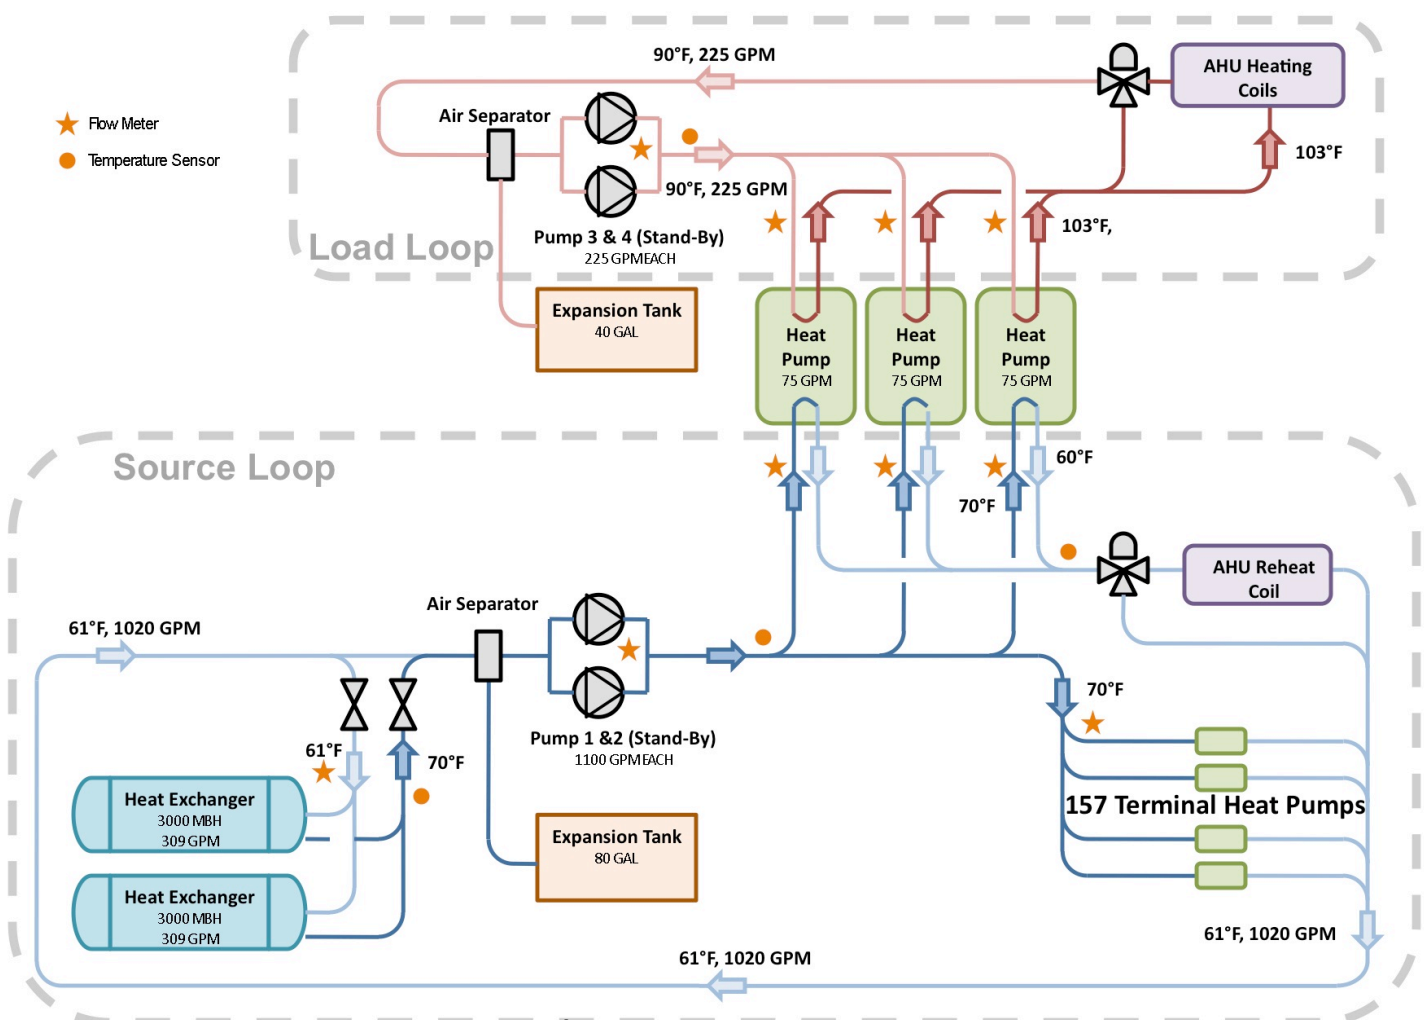 90°F, 225 GPM
AHU Heating
Coils
Flow Meter
Air Separator
Temperature Sensor
103°F
90°F, 225 GPM
103°F,
Pump 3 & 4 (Stand-By)
225 GPMEACH
Load Loop
Expansion Tank
40 GAL
Heat
Pump
75 GPM
Heat
Pump
75 GPM
Heat
Pump
75 GPM
Source Loop
60°F
70°F
AHU Reheat
Coil
Air Separator
61°F, 1020 GPM
70°F
Pump 1 &2 (Stand-By)
1100 GPMEACH
61°F
70°F
Heat Exchanger
3000 MBH
309 GPM
157 Terminal Heat Pumps
Expansion Tank
80 GAL
Heat Exchanger
3000 MBH
309 GPM
61°F, 1020 GPM
61°F, 1020 GPM